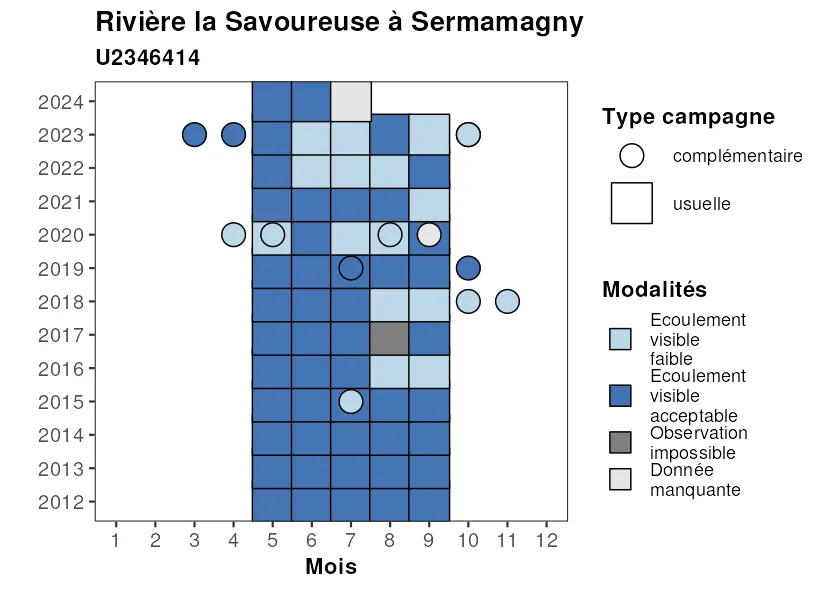 Rivière la Savoureuse à Sermamagny
U2346414
2024
2023
2022
2021
2020
2019
2018
2017
2016
2015
2014
2013
2012
1 2 3 4 5 6 7 8 9 10 11 12
Mois
Type campagne
complémentaire
usuelle
Modalités
Ecoulement
visible
faible
Ecoulement
visible
acceptable
Observation
impossible
Donnée
manquante